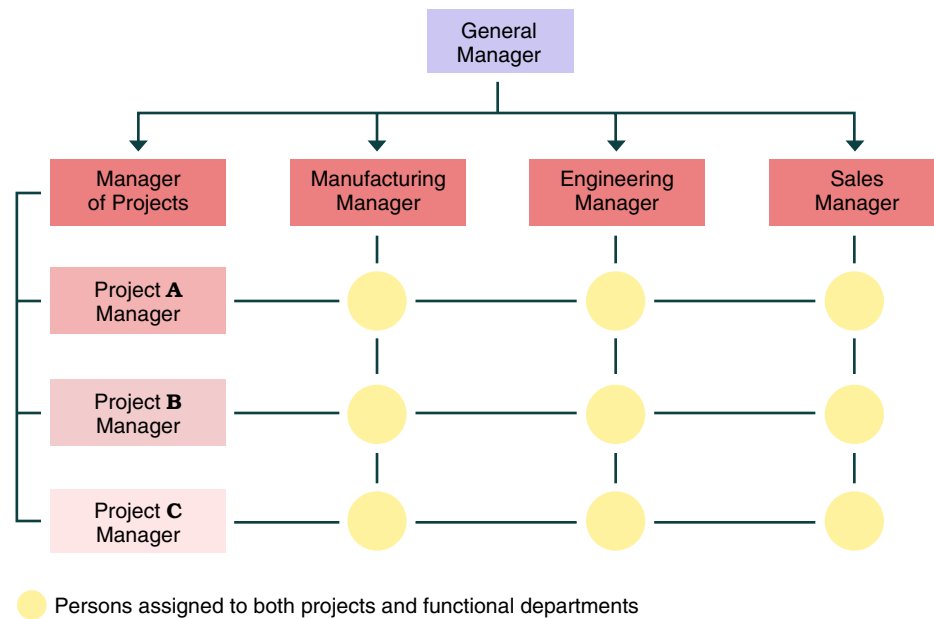 General
Manager
Manager
of Projects
Manufacturing
Manager
Engineering
Manager
Sales
Manager
Project A
Manager
Project B
Manager
Project C
Manager
Persons assigned to both projects and functional departments